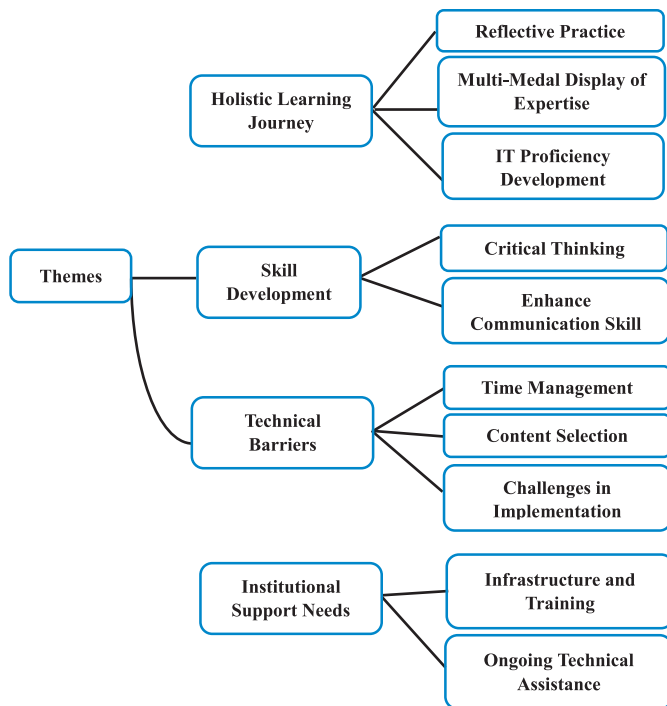 Reflective Practice
Holistic Learning
Journey
Multi-Medal Display of
Expertise
IT Proficiency
Development
Themes
Skill
Development
Critical Thinking
Enhance
Communication Skill
Technical
Barriers
Time Management
Content Selection
Challenges in
Implementation
Institutional
Support Needs
Infrastructure and
Training
Ongoing Technical
Assistance